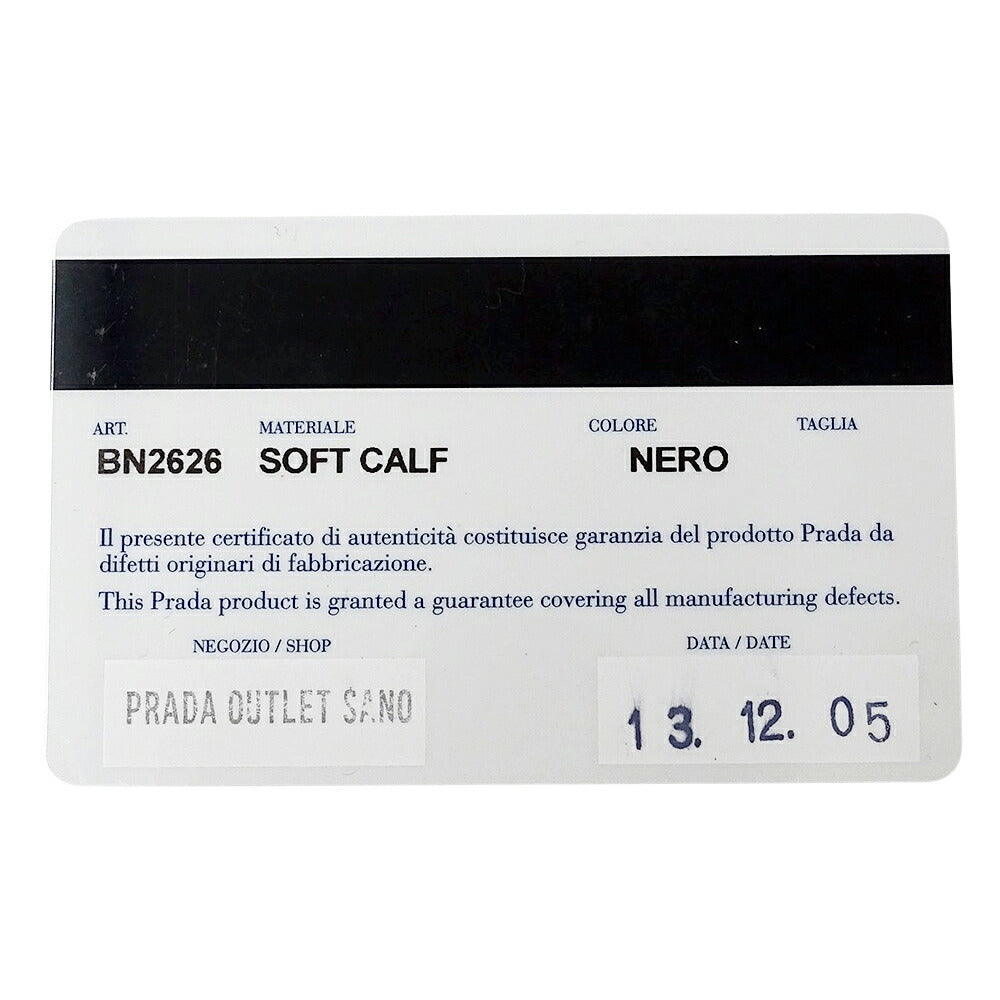 ART. MATERIALE COLORE TAGLIA
BN2626 SOFT CALF NERO
Il presente certificato di autenticità costituisce garanzia del prodotto Prada da
difetti originari di fabbricazione.
This Prada product is granted a guarantee covering all manufacturing defects.
NEGOZIO / SHOP DATA / DATE
PRADA OUTLET SANO 13. 12. 05